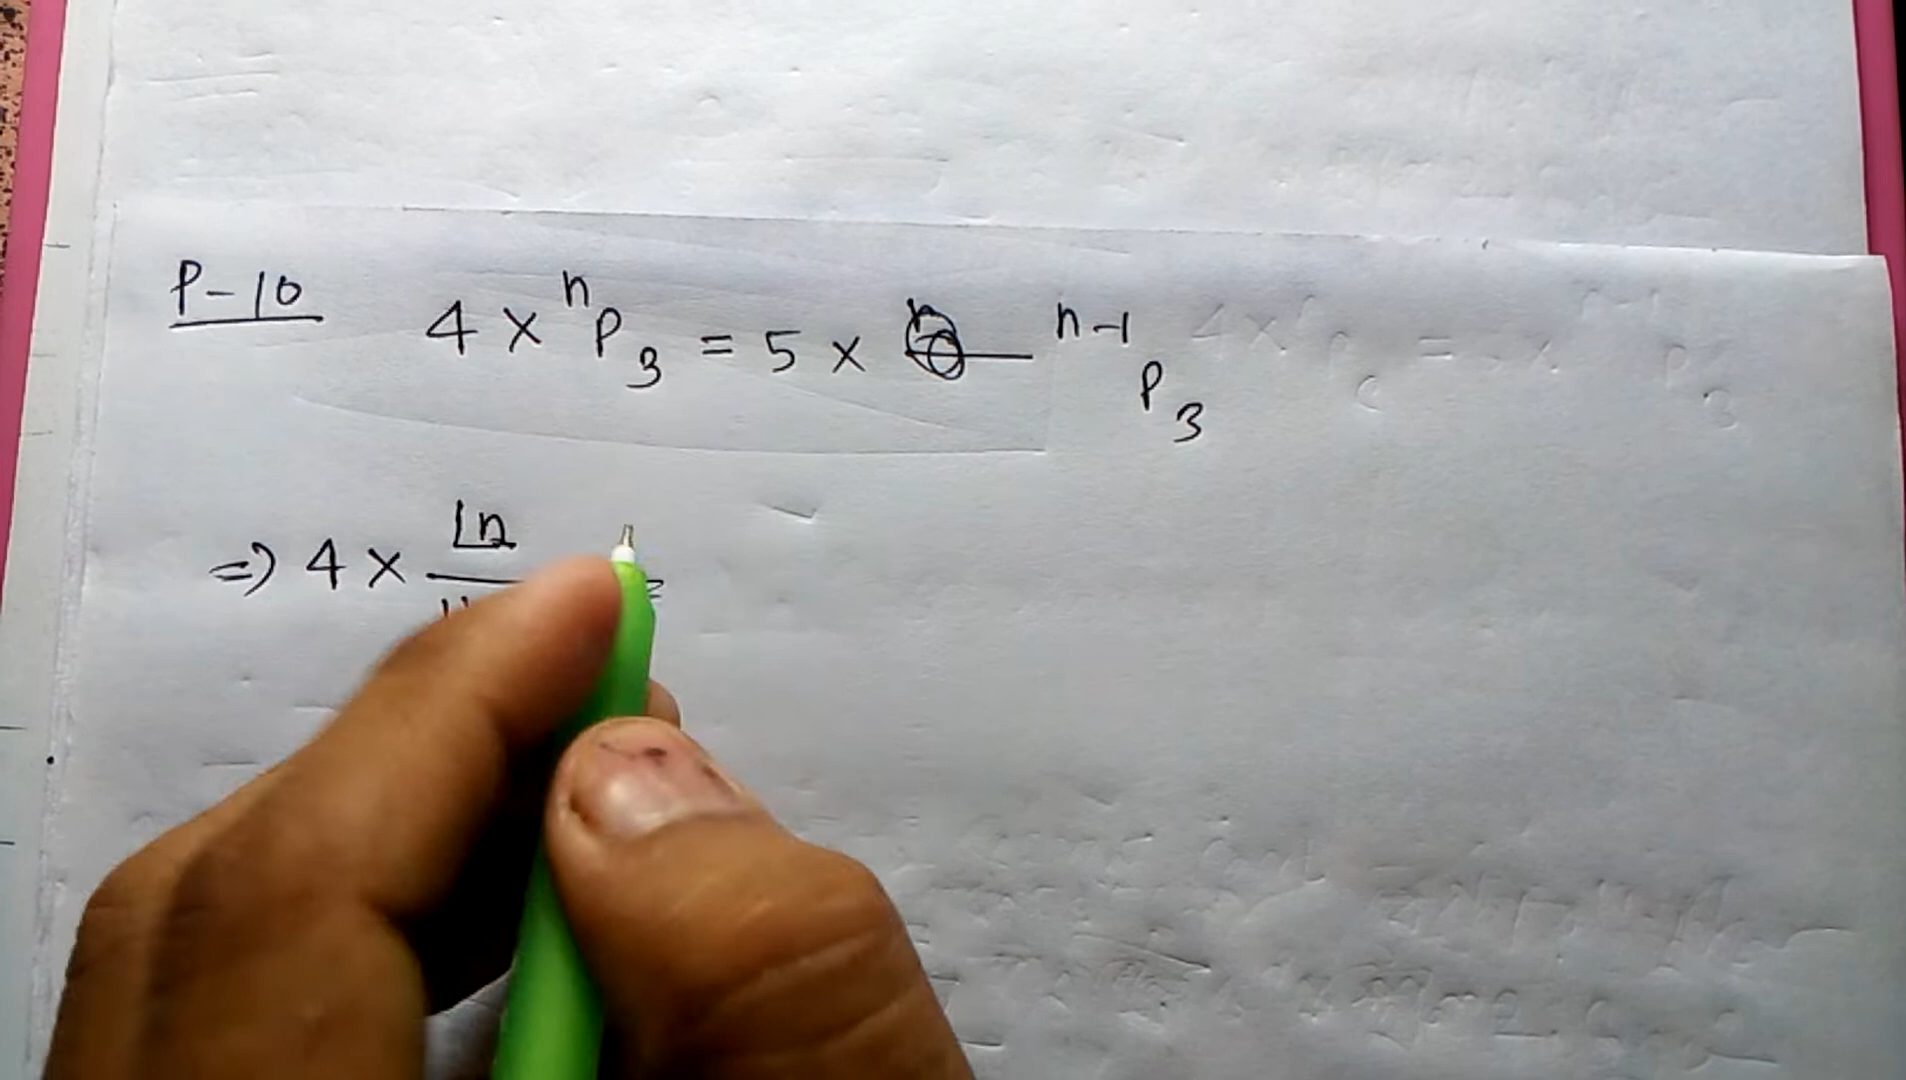 P-10 4 × ⁿP₃ = 5 × ⁿ⁻¹P₃
⇒ 4 × ∟n =